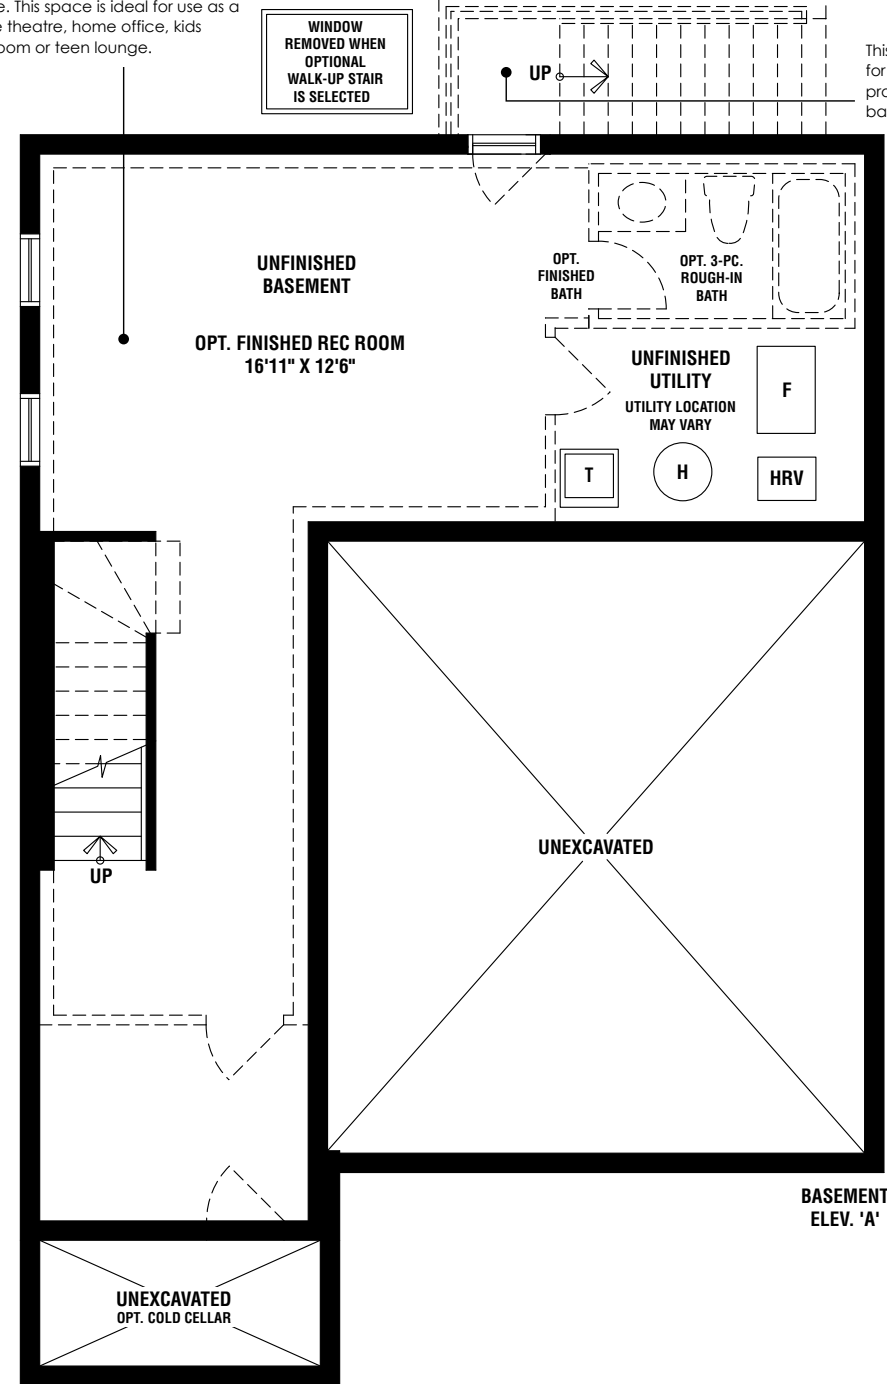 e. This space is ideal for use as a
e theatre, home office, kids
oom or teen lounge.
WINDOW
REMOVED WHEN
OPTIONAL
WALK-UP STAIR
IS SELECTED
UP
This
for
pro
ba
UNFINISHED
BASEMENT
OPT. FINISHED REC ROOM
16'11" X 12'6"
OPT.
FINISHED
BATH
OPT. 3-PC.
ROUGH-IN
BATH
UNFINISHED
UTILITY
UTILITY LOCATION
MAY VARY
F
T
H
HRV
UP
UNEXCAVATED
BASEMENT
ELEV. 'A'
UNEXCAVATED
OPT. COLD CELLAR